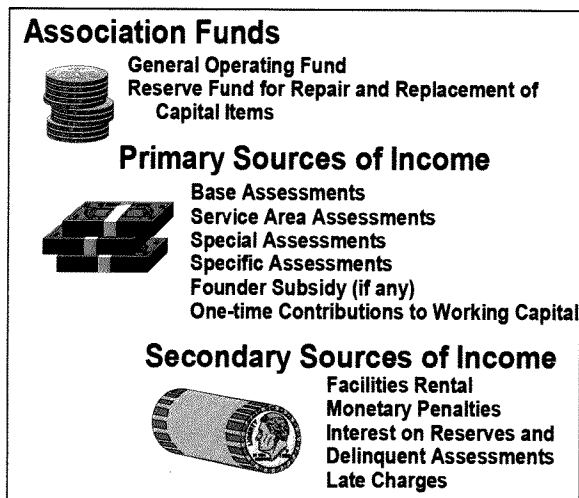 Association Funds
General Operating Fund
Reserve Fund for Repair and Replacement of
Capital Items
Primary Sources of Income
Base Assessments
Service Area Assessments
Special Assessments
Specific Assessments
Founder Subsidy (if any)
One-time Contributions to Working Capital
Secondary Sources of Income
Facilities Rental
Monetary Penalties
Interest on Reserves and
Delinquent Assessments
Late Charges